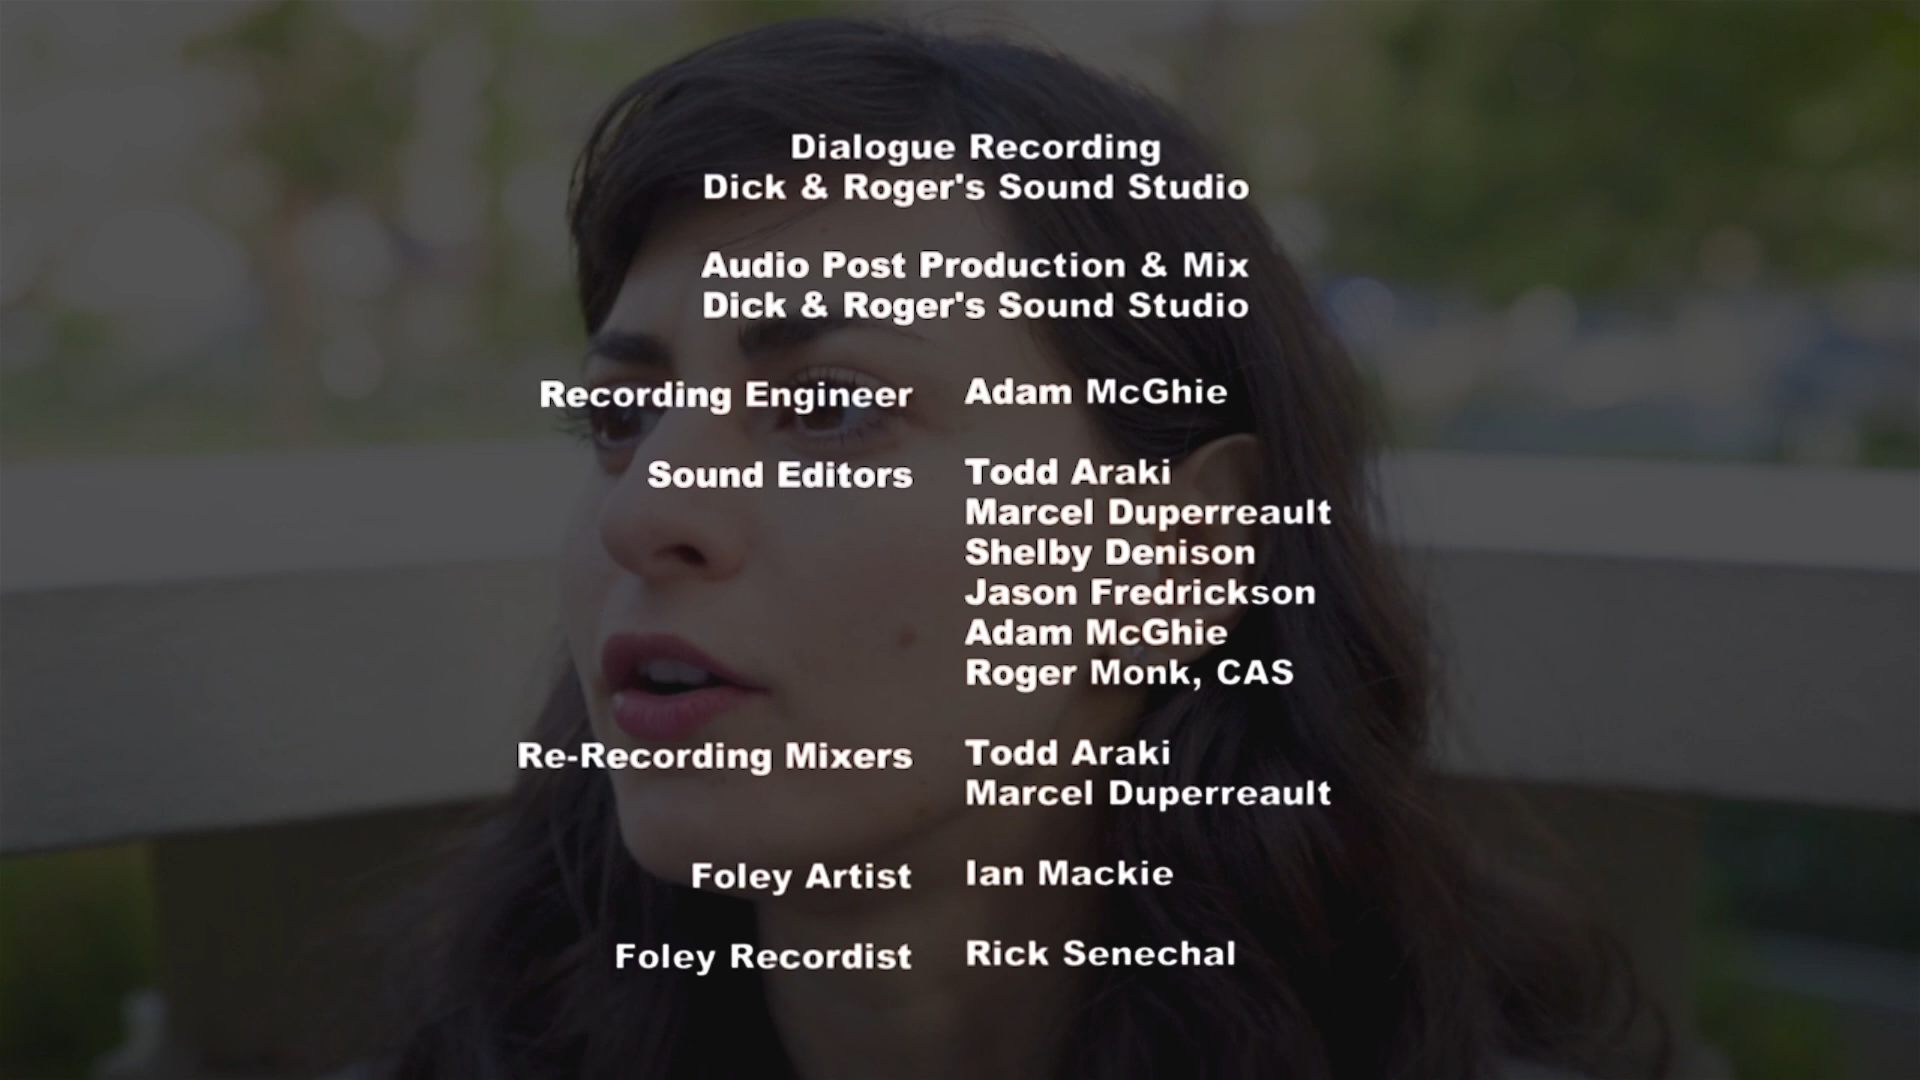 Dialogue Recording
Dick & Roger's Sound Studio
Audio Post Production & Mix
Dick & Roger's Sound Studio
Recording Engineer Adam McGhie
Sound Editors Todd Araki
Marcel Duperreault
Shelby Denison
Jason Fredrickson
Adam McGhie
Roger Monk, CAS
Re-Recording Mixers Todd Araki
Marcel Duperreault
Foley Artist Ian Mackie
Foley Recordist Rick Senechal